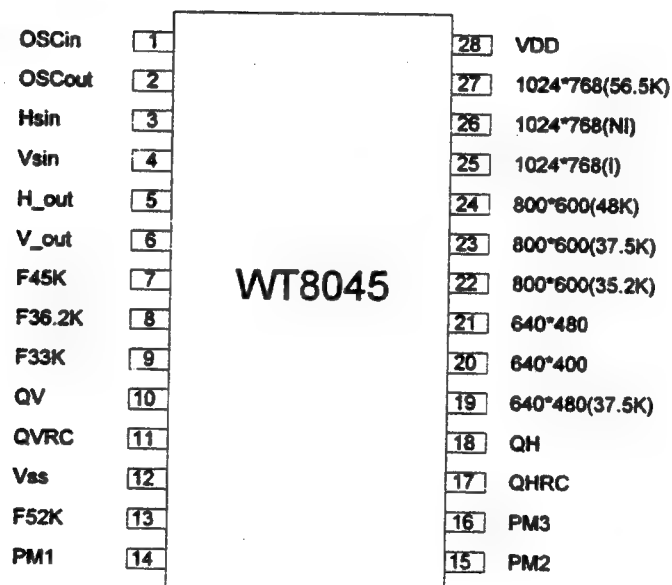 OSCin 1 28 VDD
OSCout 2 27 1024*768(56.5K)
Hsin 3 26 1024*768(NI)
Vsin 4 25 1024*768(I)
H_out 5 24 800*600(48K)
V_out 6 23 800*600(37.5K)
F45K 7 WT8045 22 800*600(35.2K)
F36.2K 8 21 640*480
F33K 9 20 640*400
QV 10 19 640*480(37.5K)
QVRC 11 18 QH
Vss 12 17 QHRC
F52K 13 16 PM3
PM1 14 15 PM2